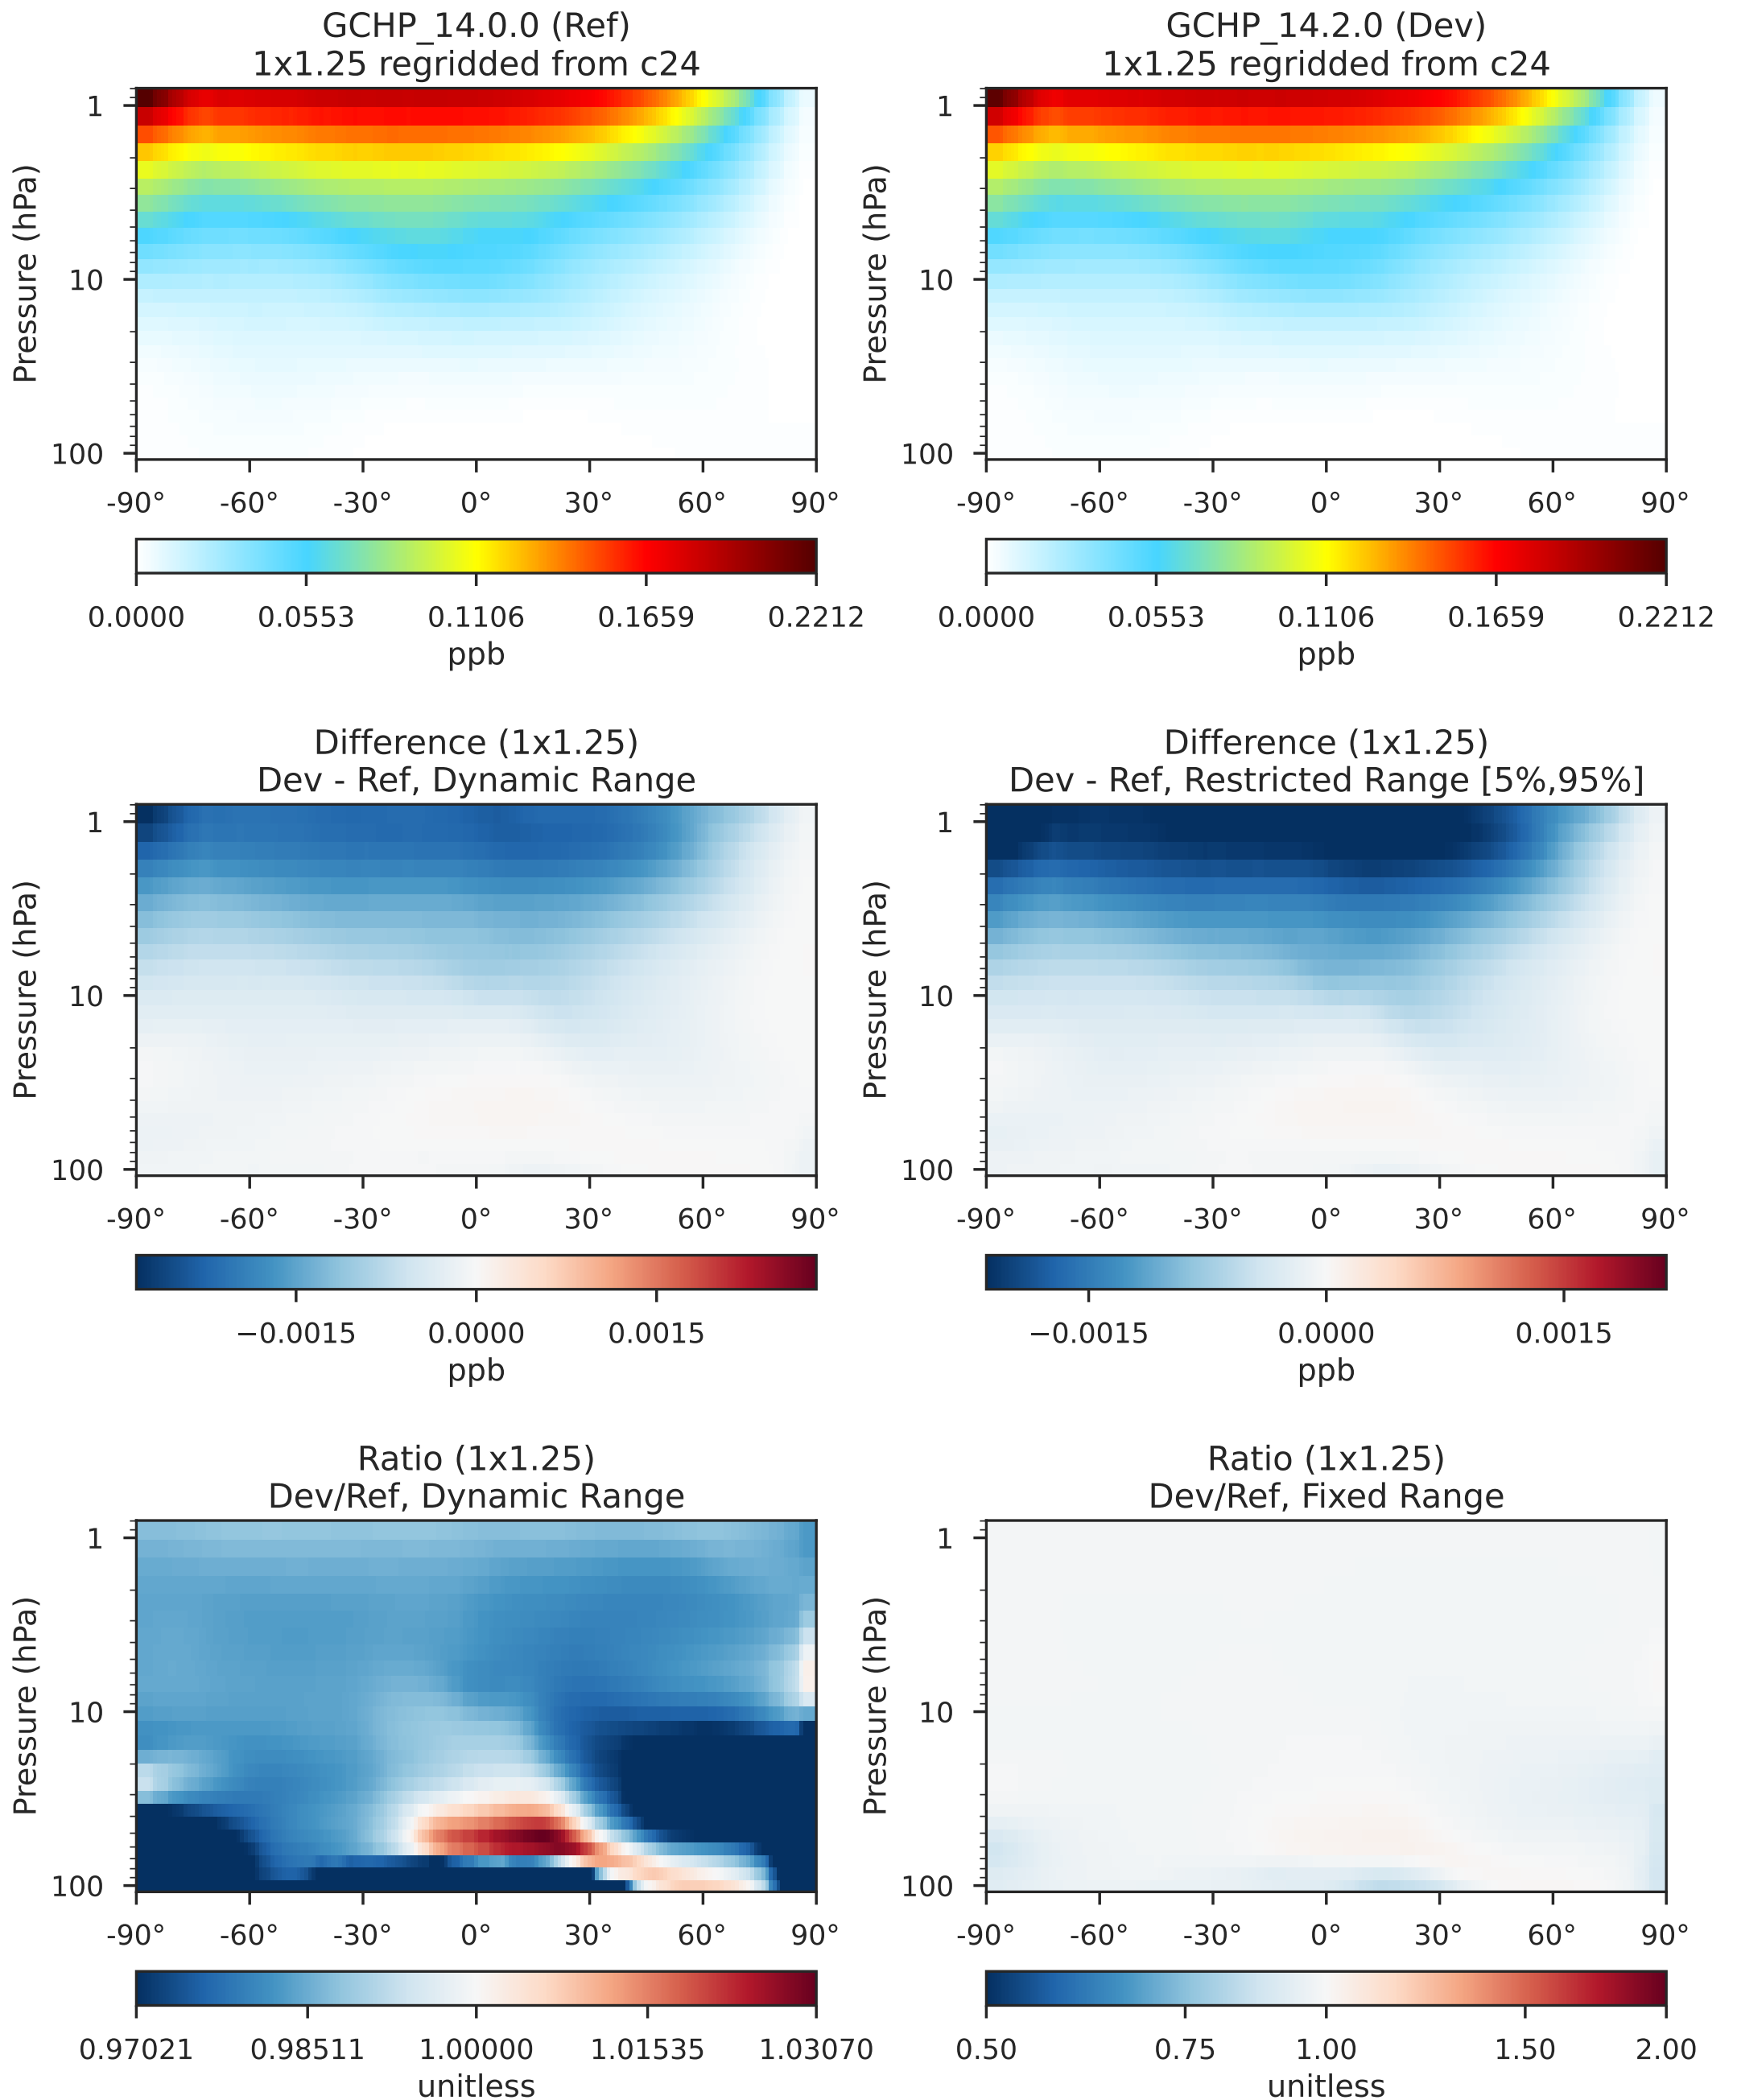 GCHP_14.0.0 (Ref)
1x1.25 regridded from c24
Pressure (hPa)
1
10
100
-90° -60° -30° 0° 30° 60° 90°
0.0000 0.0553 0.1106 0.1659 0.2212
ppb
GCHP_14.2.0 (Dev)
1x1.25 regridded from c24
Pressure (hPa)
1
10
100
-90° -60° -30° 0° 30° 60° 90°
0.0000 0.0553 0.1106 0.1659 0.2212
ppb
Difference (1x1.25)
Dev - Ref, Dynamic Range
Pressure (hPa)
1
10
100
-90° -60° -30° 0° 30° 60° 90°
−0.0015 0.0000 0.0015
ppb
Difference (1x1.25)
Dev - Ref, Restricted Range [5%,95%]
Pressure (hPa)
1
10
100
-90° -60° -30° 0° 30° 60° 90°
−0.0015 0.0000 0.0015
ppb
Ratio (1x1.25)
Dev/Ref, Dynamic Range
Pressure (hPa)
1
10
100
-90° -60° -30° 0° 30° 60° 90°
0.97021 0.98511 1.00000 1.01535 1.03070
unitless
Ratio (1x1.25)
Dev/Ref, Fixed Range
Pressure (hPa)
1
10
100
-90° -60° -30° 0° 30° 60° 90°
0.50 0.75 1.00 1.50 2.00
unitless